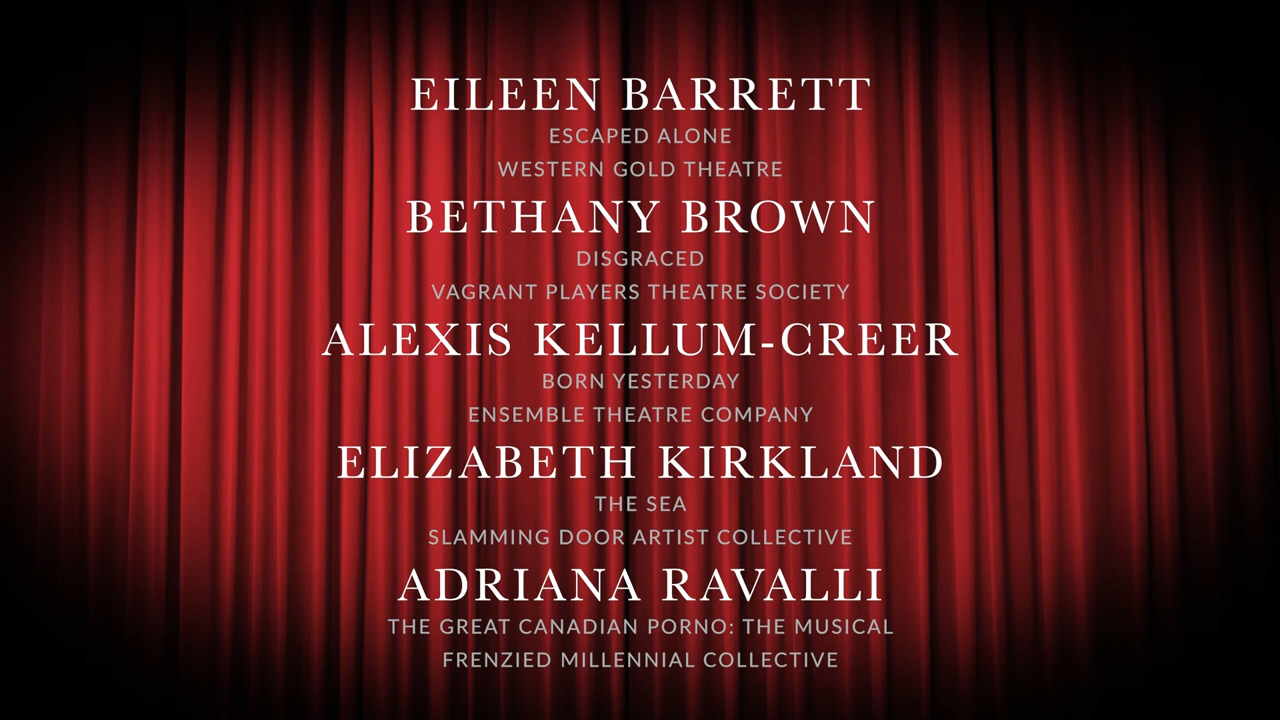 EILEEN BARRETT
ESCAPED ALONE
WESTERN GOLD THEATRE
BETHANY BROWN
DISGRACED
VAGRANT PLAYERS THEATRE SOCIETY
ALEXIS KELLUM-CREER
BORN YESTERDAY
ENSEMBLE THEATRE COMPANY
ELIZABETH KIRKLAND
THE SEA
SLAMMING DOOR ARTIST COLLECTIVE
ADRIANA RAVALLI
THE GREAT CANADIAN PORNO: THE MUSICAL
FRENZIED MILLENNIAL COLLECTIVE